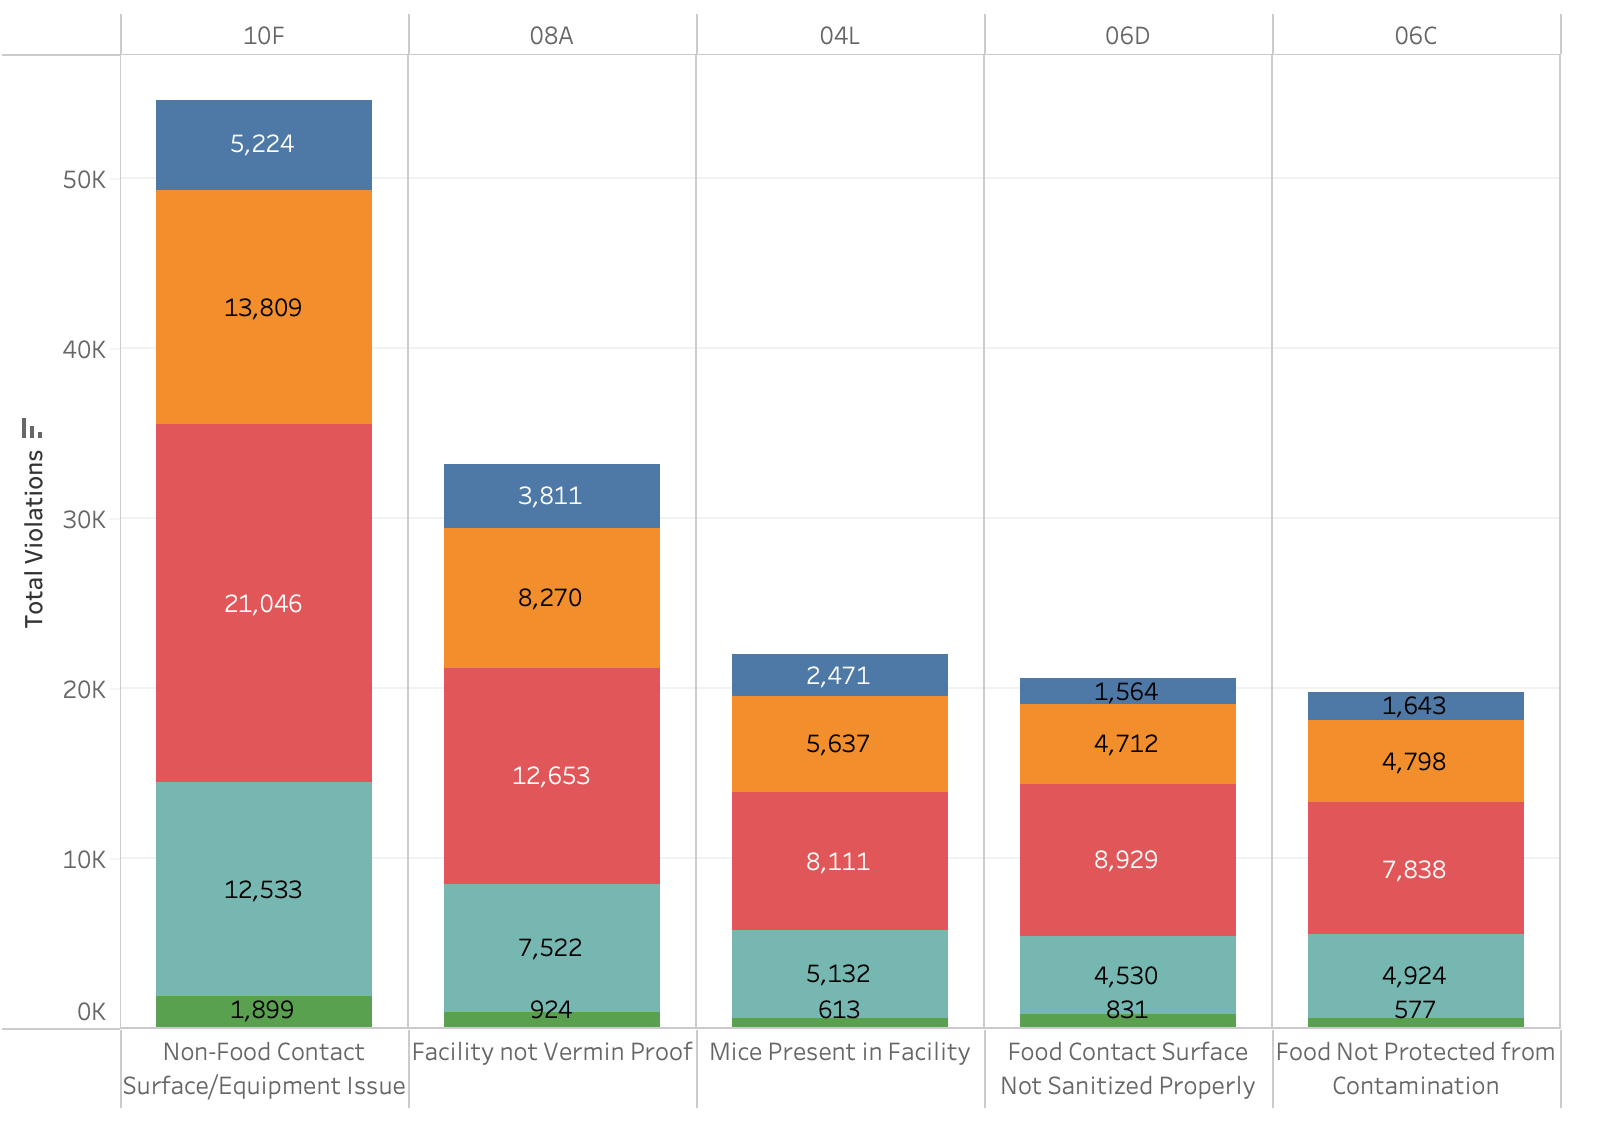 10F
08A
04L
06D
06C
Total Violations
50K
40K
30K
20K
10K
0K
5,224
13,809
21,046
12,533
1,899
3,811
8,270
12,653
7,522
924
2,471
5,637
8,111
5,132
613
1,564
4,712
8,929
4,530
831
1,643
4,798
7,838
4,924
577
Non-Food Contact
Surface/Equipment Issue
Facility not Vermin Proof
Mice Present in Facility
Food Contact Surface
Not Sanitized Properly
Food Not Protected from
Contamination